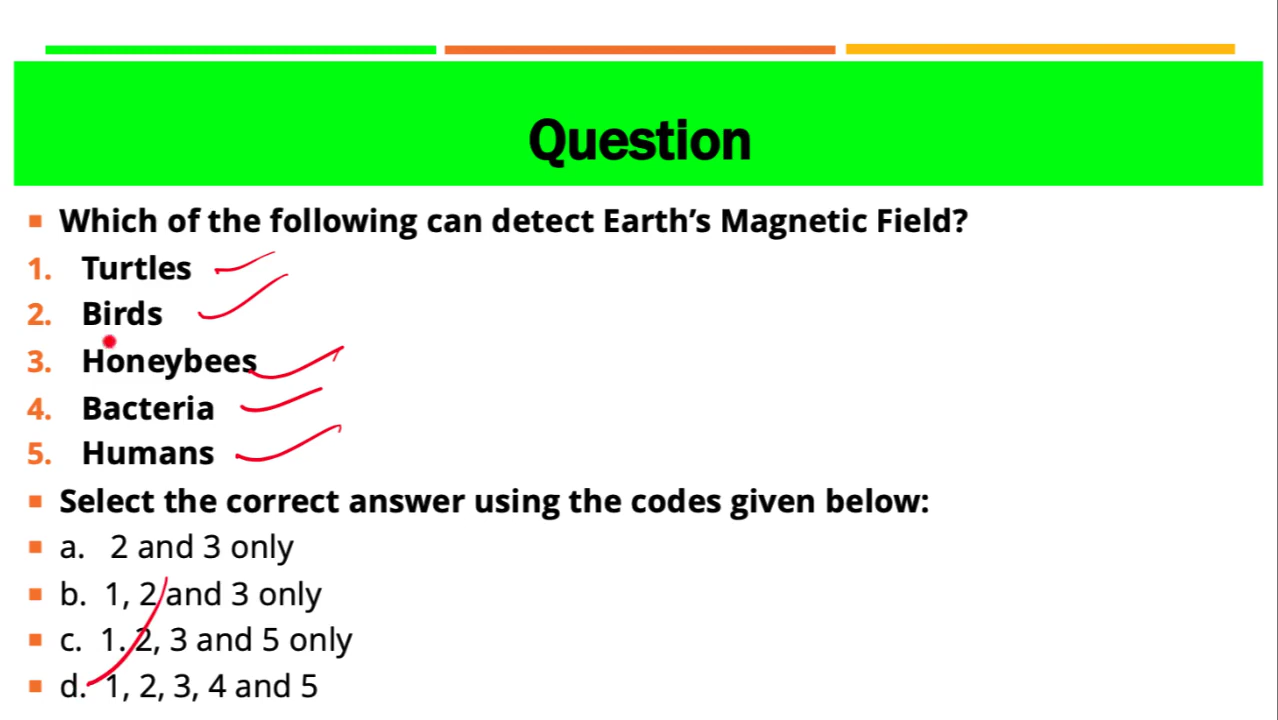 Question
Which of the following can detect Earth’s Magnetic Field?
1. Turtles
2. Birds
3. Honeybees
4. Bacteria
5. Humans
Select the correct answer using the codes given below:
a. 2 and 3 only
b. 1, 2 and 3 only
c. 1. 2, 3 and 5 only
d. 1, 2, 3, 4 and 5